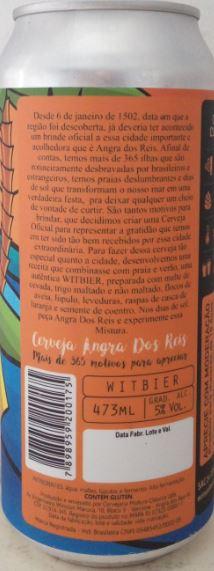 Desde 6 de janeiro de 1502, data em que a
região foi descoberta, já deveria ter acontecido
um brinde oficial a essa cidade importante e
acolhedora que é Angra dos Reis. Afinal de
contas, temos mais de 365 ilhas que são
rotineiramente desbravadas por brasileiros e
estrangeiros, temos praias deslumbrantes e dias
de sol que transformam o nosso mar em uma
verdadeira festa, pra deixar qualquer um cheio
de vontade de curtir. São tantos motivos para
brindar, que decidimos criar uma Cerveja
Oficial para representar a gratidão que temos
em ter sido tão bem recebidos por essa cidade
extraordinária. Para fazer dessa cerveja tão
especial quanto a cidade, desenvolvemos uma
receita que combinasse com praia e verão, uma
autêntica WITBIER, preparada com malte de
cevada, trigo maltado e não maltado, flocos de
aveia, lúpulo, leveduras, raspas de casca de
laranja e semente de coentro. Nos dias de sol,
peça Angra Dos Reis e experimente essa
Mistura.
Cerveja Angra Dos Reis
Mais de 365 motivos para apreciar
WITBIER
473ML
GRAD. ALC
5% VOL.
Data Fabr. Lote e Val.
7898959200175
APRECIE COM MODERAÇÃO
CONTÉM GLÚTEN